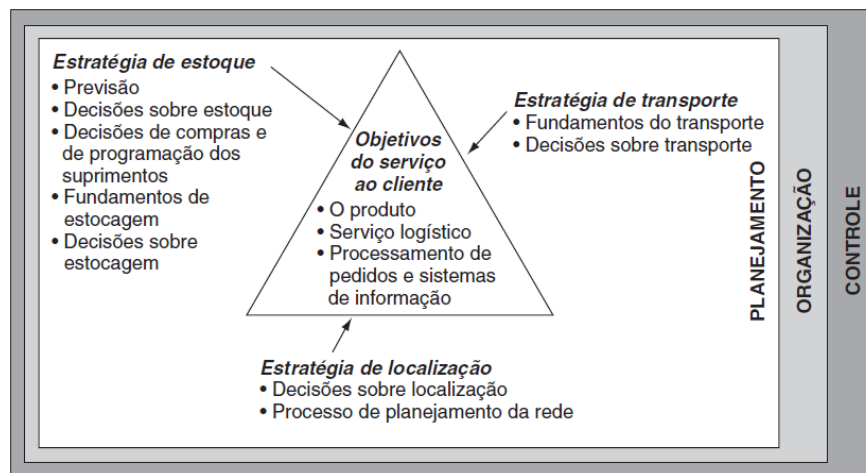 Estratégia de estoque
• Previsão
• Decisões sobre estoque
• Decisões de compras e
de programação dos
suprimentos
• Fundamentos de
estocagem
• Decisões sobre
estocagem
Objetivos
do serviço
ao cliente
• O produto
• Serviço logístico
• Processamento de
pedidos e sistemas
de informação
Estratégia de transporte
• Fundamentos do transporte
• Decisões sobre transporte
Estratégia de localização
• Decisões sobre localização
• Processo de planejamento da rede
PLANEJAMENTO
ORGANIZAÇÃO
CONTROLE